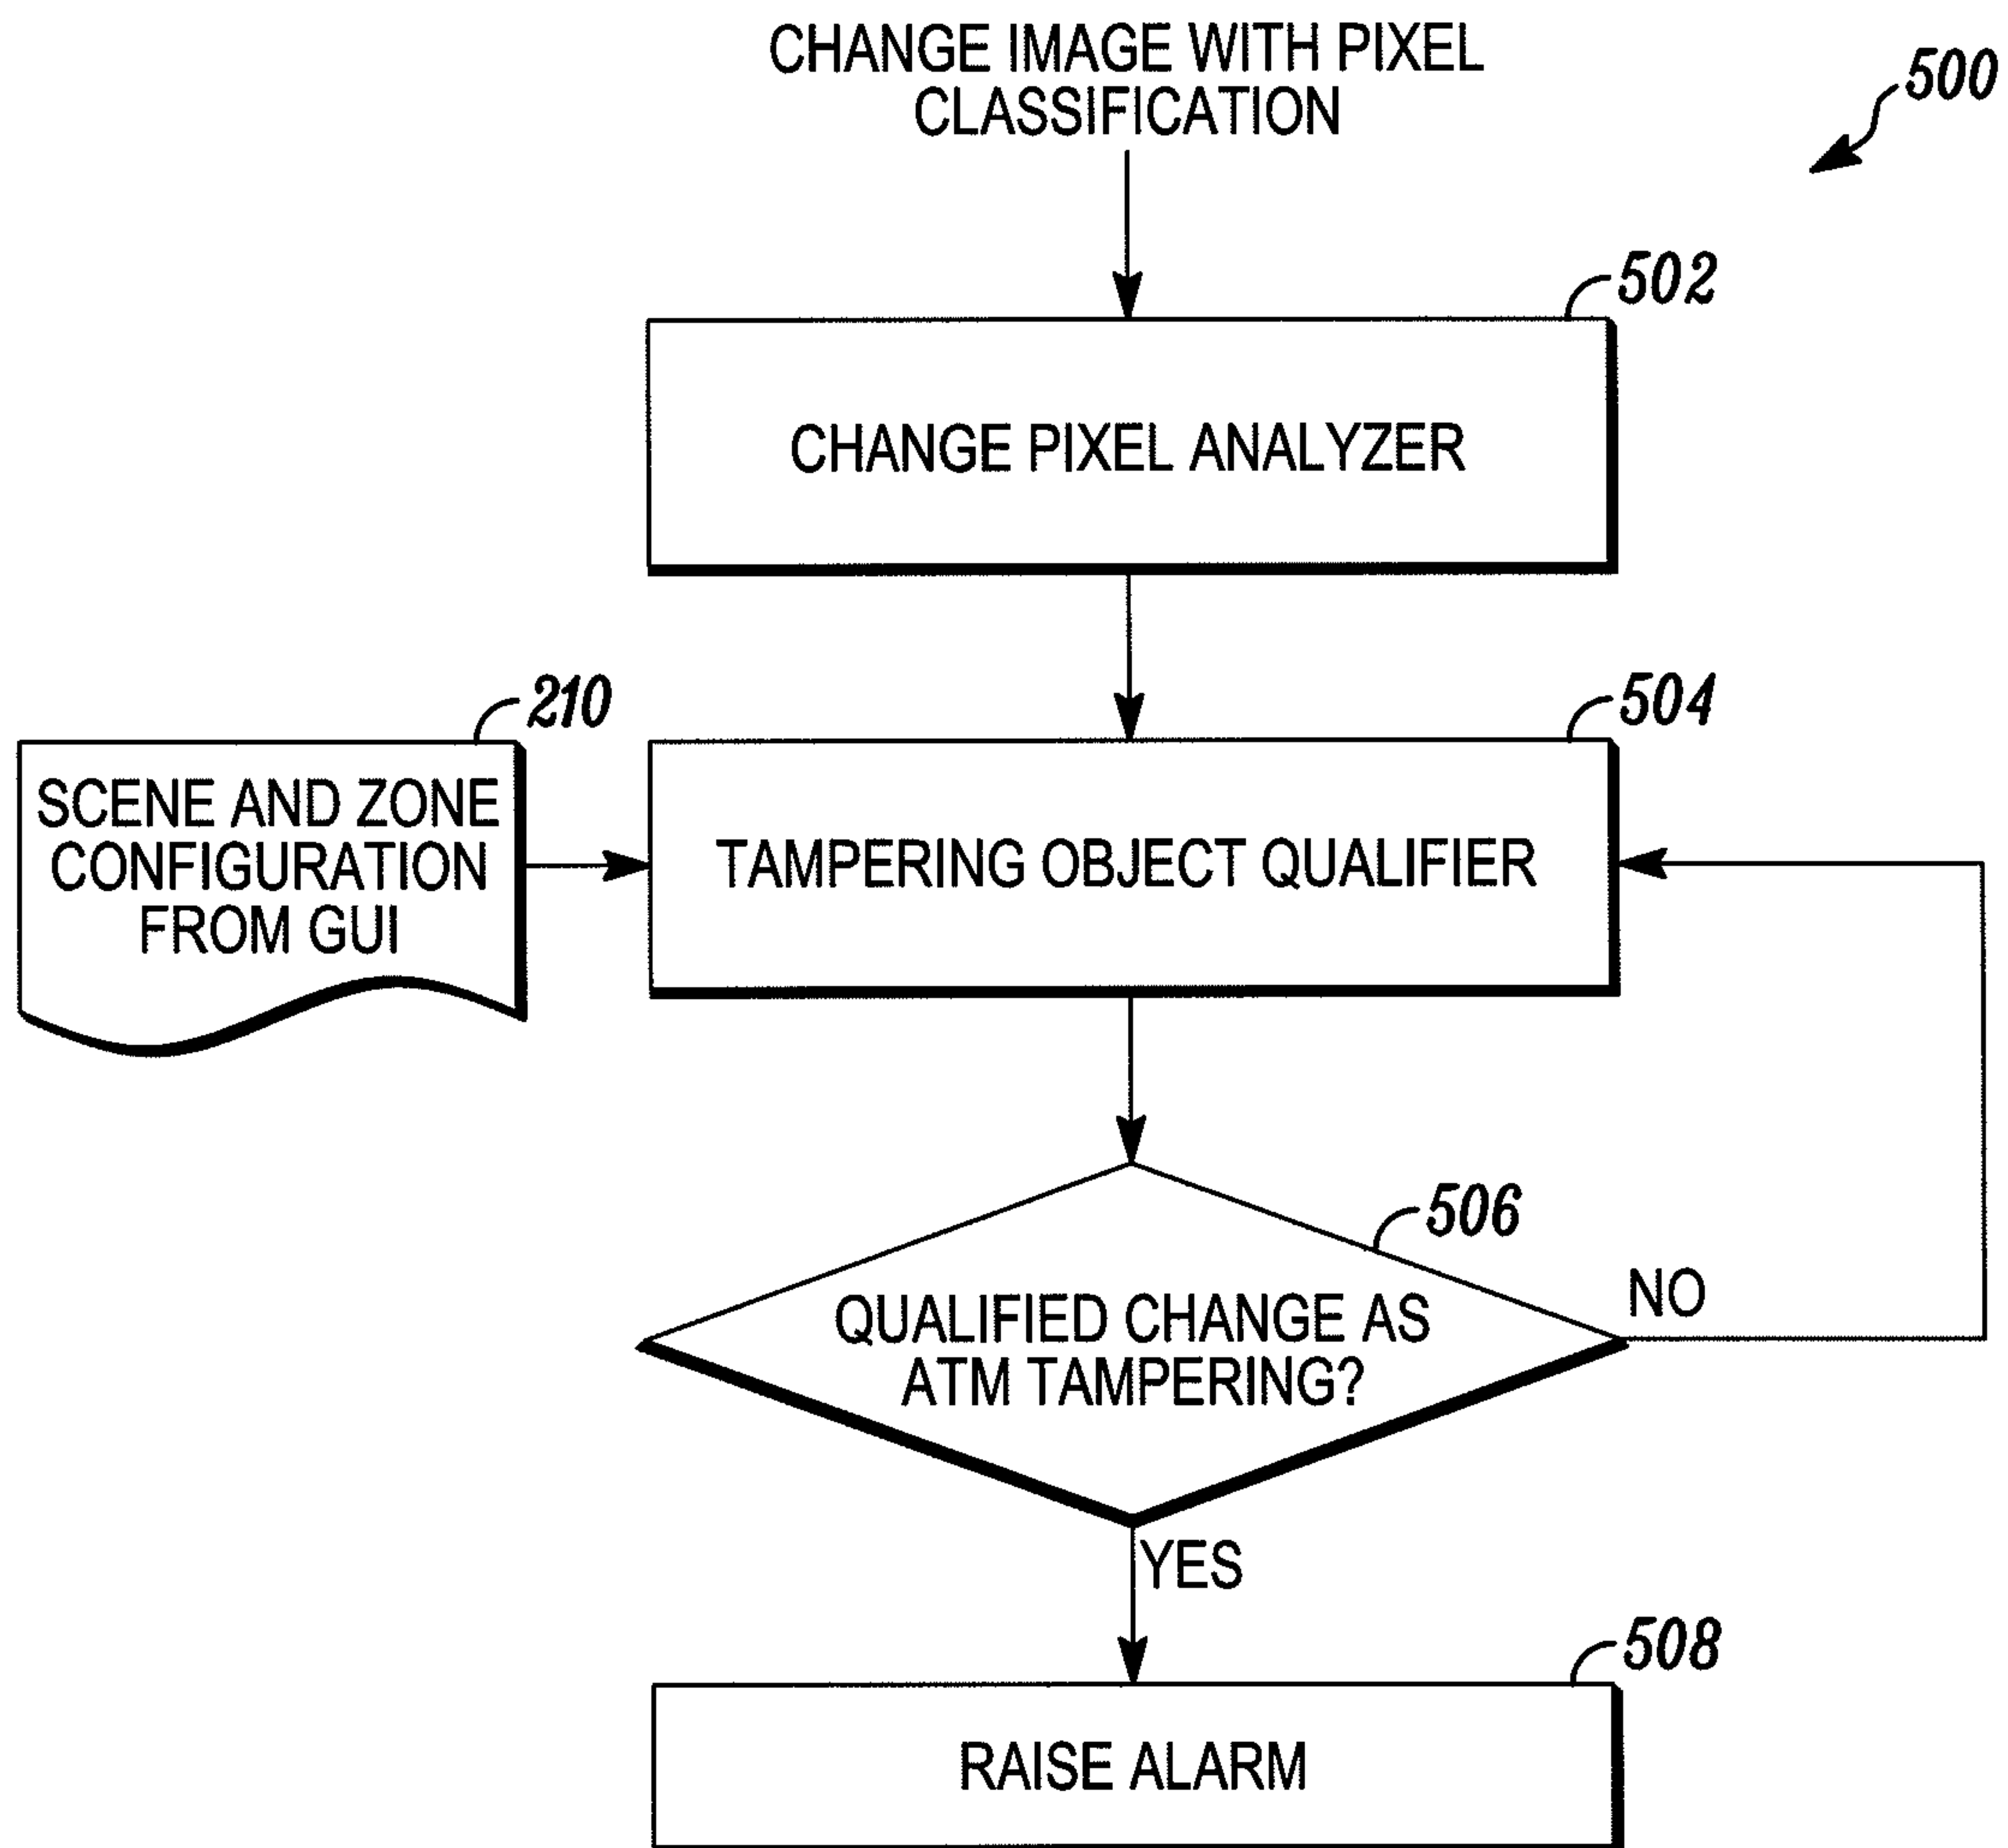 CHANGE IMAGE WITH PIXEL
CLASSIFICATION
500
502
CHANGE PIXEL ANALYZER
210
SCENE AND ZONE
CONFIGURATION
FROM GUI
504
TAMPERING OBJECT QUALIFIER
506
QUALIFIED CHANGE AS
ATM TAMPERING?
NO
YES
508
RAISE ALARM